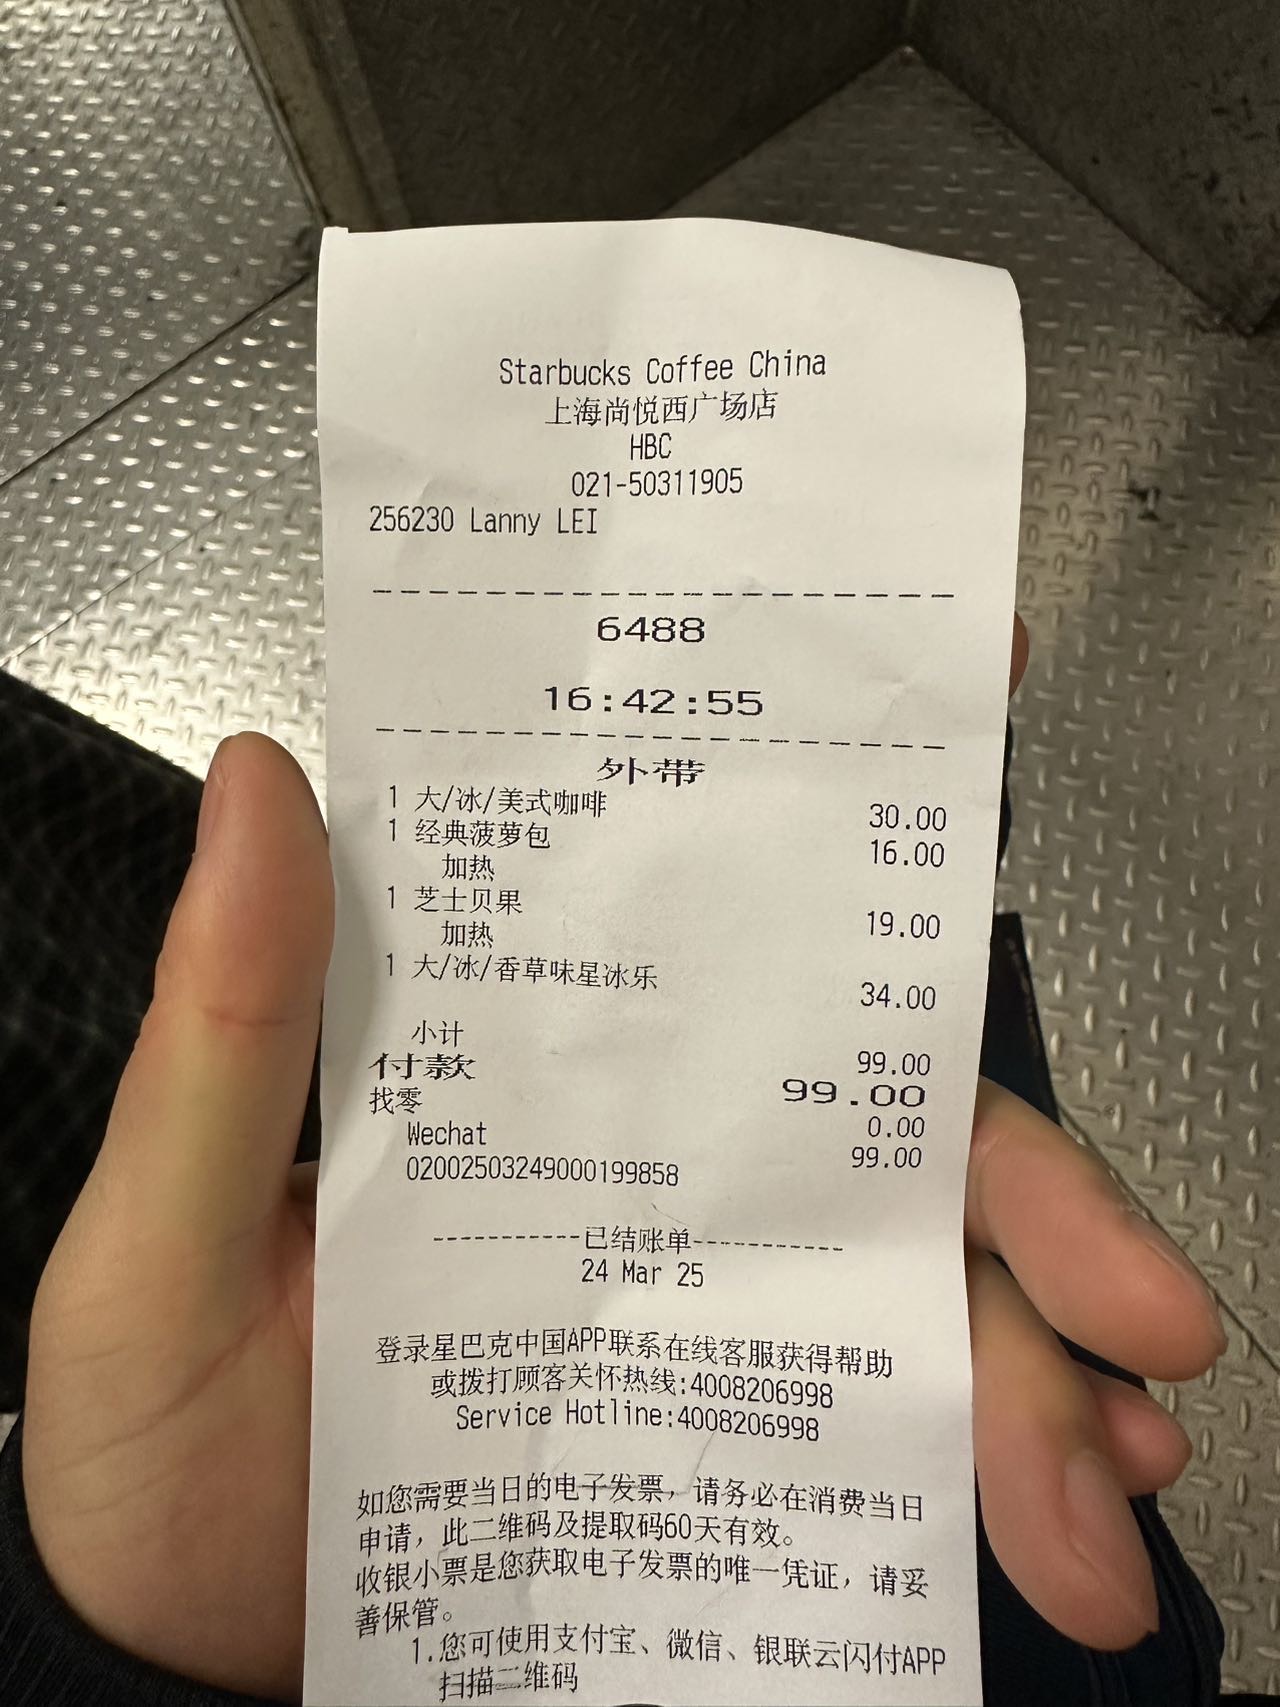 Starbucks Coffee China
上海尚悦西广场店
HBC
021-50311905
256230 Lanny LEI
6488
16:42:55
外带
1 大/冰/美式咖啡 30.00
1 经典菠萝包 16.00
加热
1 芝士贝果 19.00
加热
1 大/冰/香草味星冰乐 34.00
小计 99.00
付款 99.00
找零 0.00
Wechat 99.00
02002503249000199858
-----------已结账单-----------
24 Mar 25
登录星巴克中国APP联系在线客服获得帮助
或拨打顾客关怀热线:4008206998
Service Hotline:4008206998
如您需要当日的电子发票，请务必在消费当日
申请，此二维码及提取码60天有效。
收银小票是您获取电子发票的唯一凭证，请妥
善保管。
1.您可使用支付宝、微信、银联云闪付APP
扫描二维码